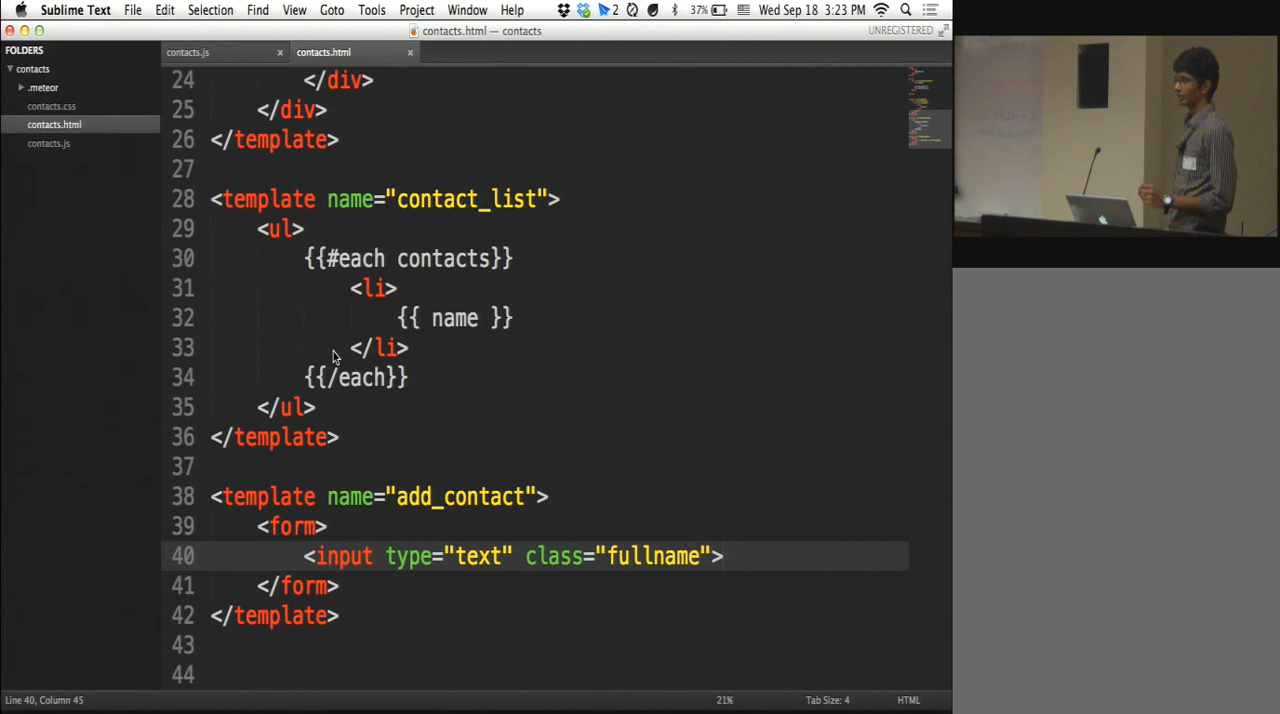 Sublime Text File Edit Selection Find View Goto Tools Project Window Help 2 37% Wed Sep 18 3:23 PM
contacts.html — contacts UNREGISTERED
FOLDERS
contacts
.meteor
contacts.css
contacts.html
contacts.js
contacts.js × contacts.html ×
24 </div>
25 </div>
26 </template>
27
28 <template name="contact_list">
29 <ul>
30 {{#each contacts}}
31 <li>
32 {{ name }}
33 </li>
34 {{/each}}
35 </ul>
36 </template>
37
38 <template name="add_contact">
39 <form>
40 <input type="text" class="fullname">
41 </form>
42 </template>
43
44
Line 40, Column 45 21% Tab Size: 4 HTML